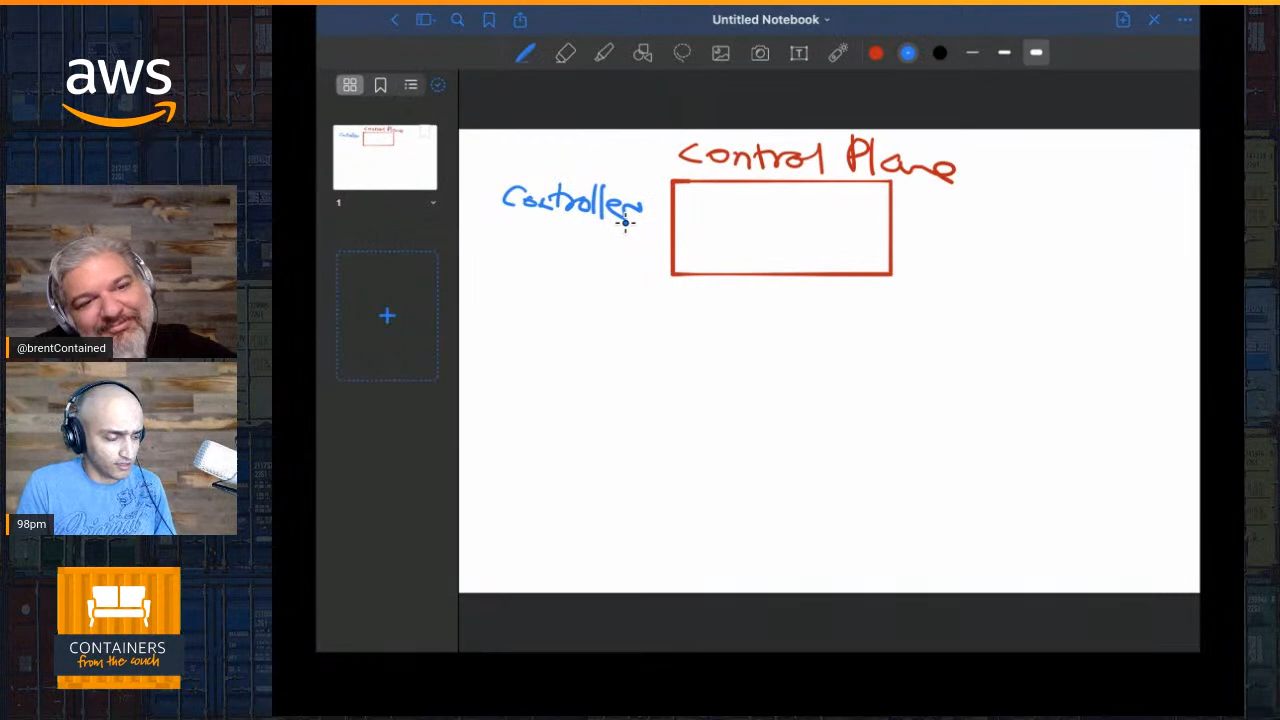 aws
Untitled Notebook
T
Control Plane
Controller
1
@brentContained
98pm
CONTAINERS
from the couch